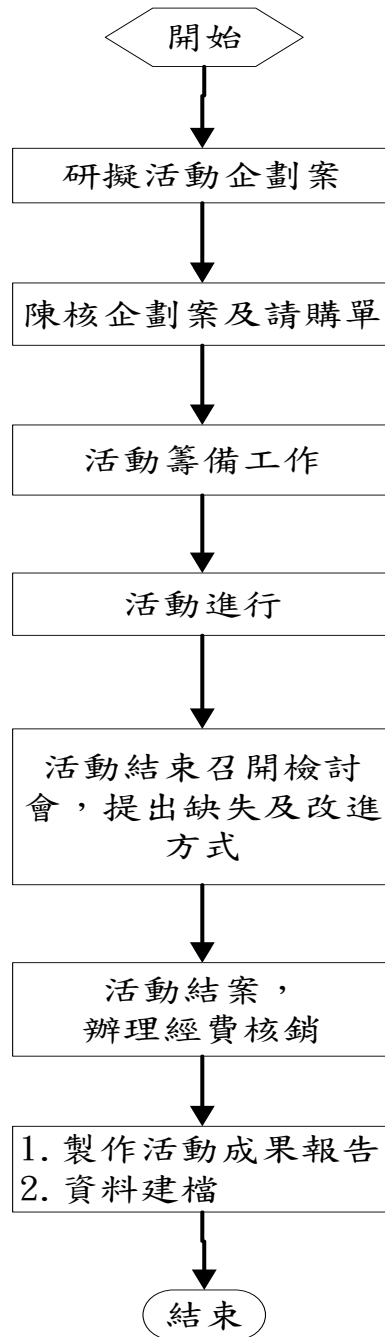 開始
研擬活動企劃案
陳核企劃案及請購單
活動籌備工作
活動進行
活動結束召開檢討
會，提出缺失及改進
方式
活動結案，
辦理經費核銷
1. 製作活動成果報告
2. 資料建檔
結束